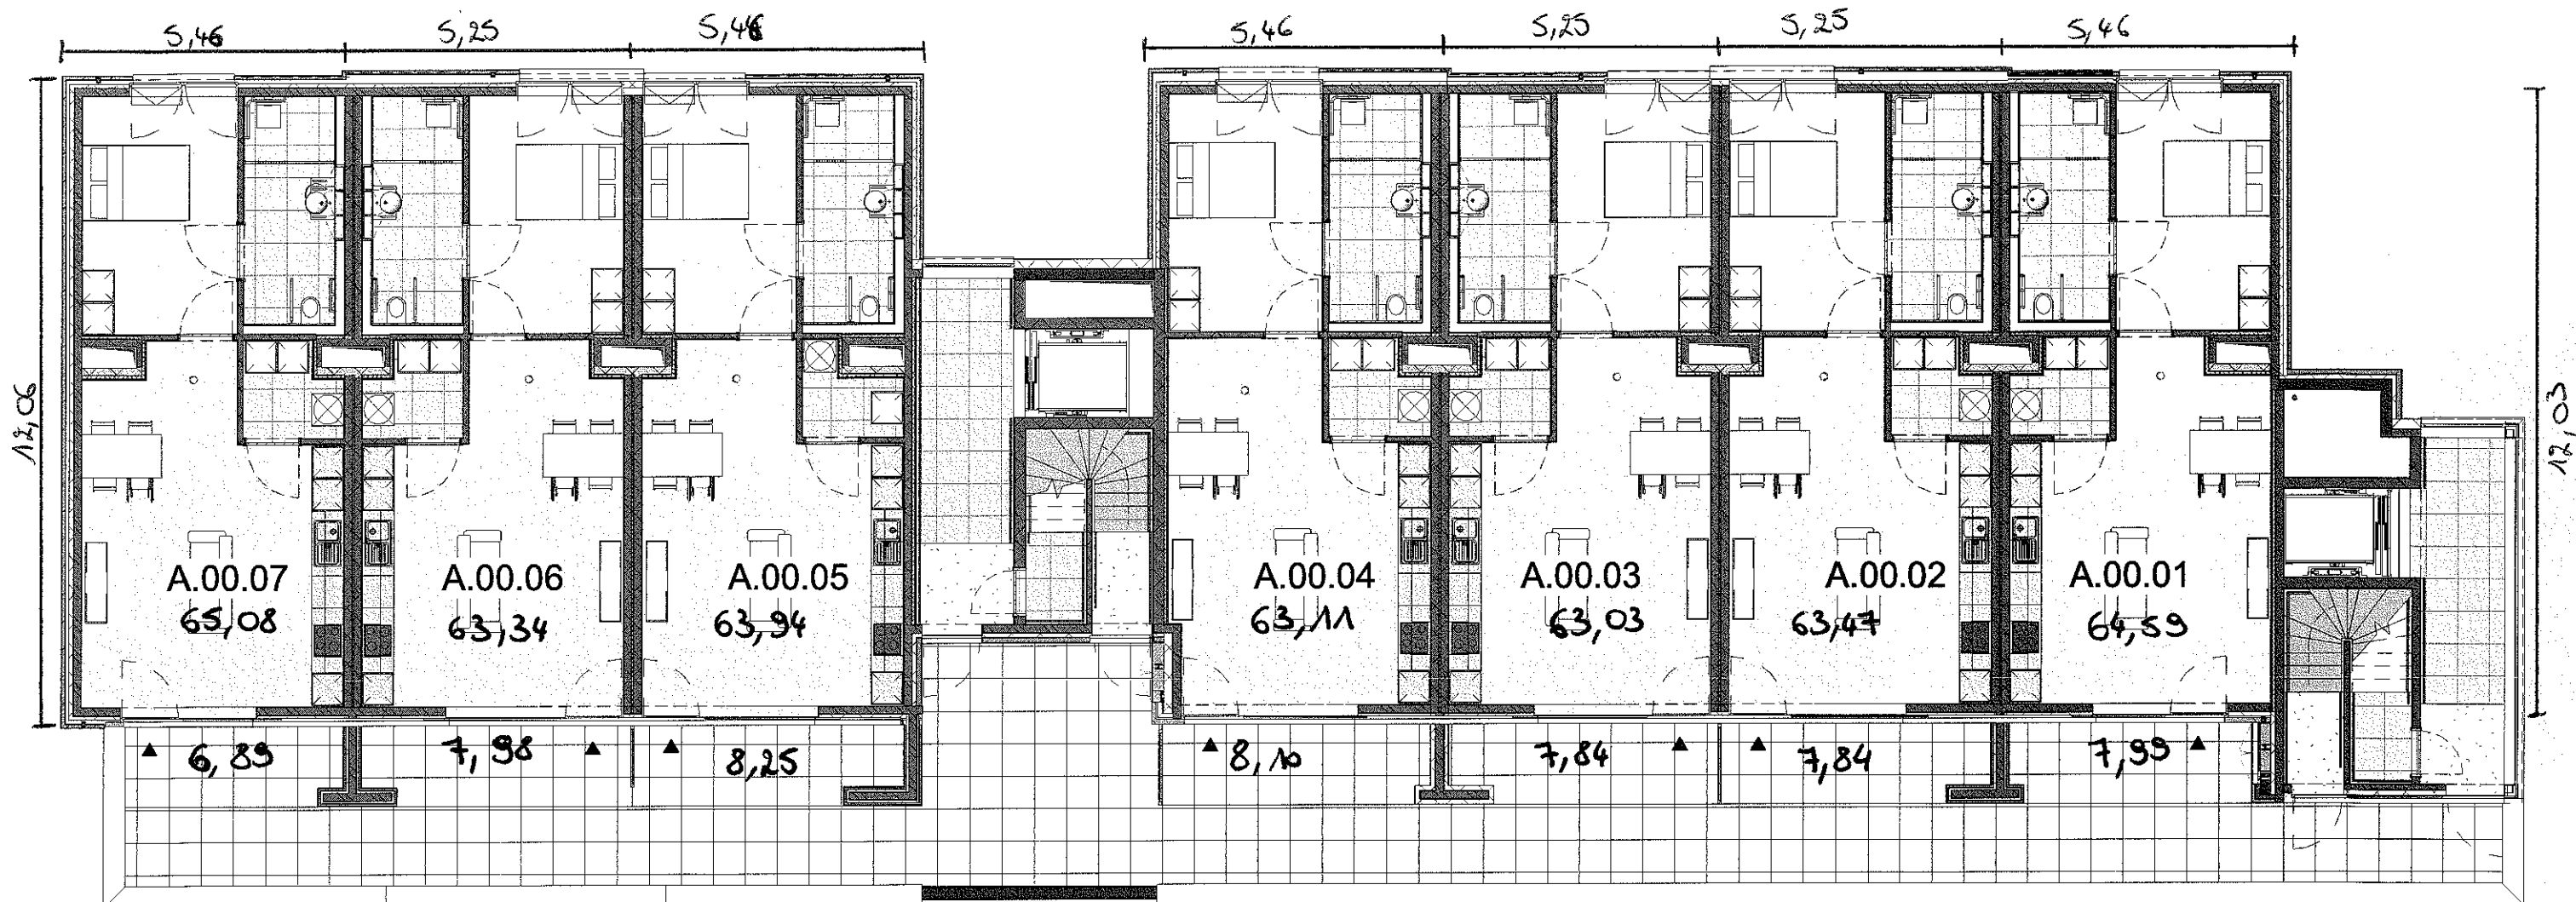 5,46 5,25 5,46 5,46 5,25 5,25 5,46
12,06
12,03
A.00.07 A.00.06 A.00.05 A.00.04 A.00.03 A.00.02 A.00.01
65,08 63,34 63,94 63,11 63,03 63,47 64,59
6,89 7,98 8,25 8,10 7,84 7,84 7,99